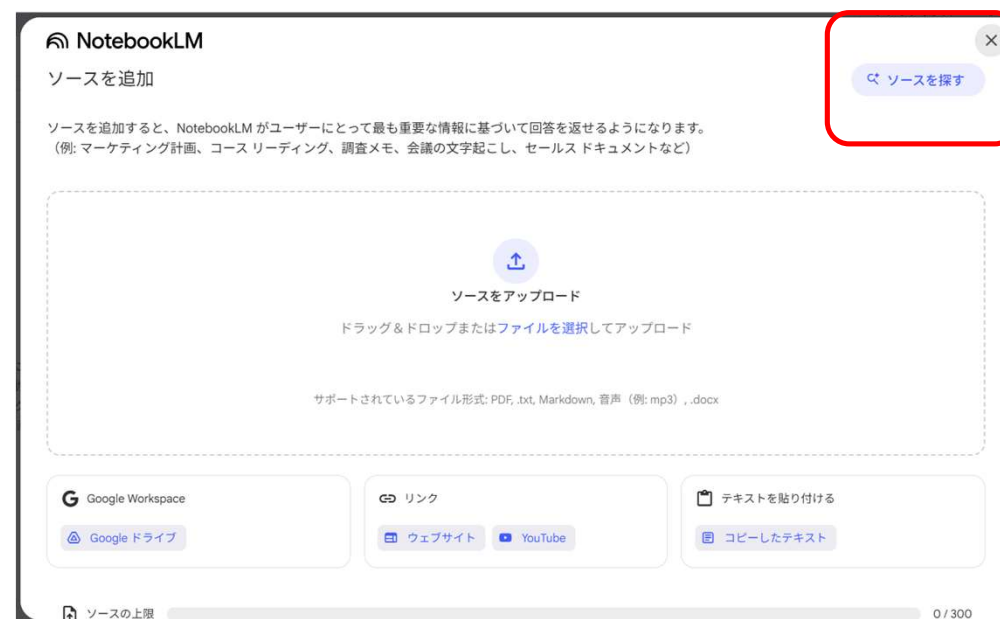 NotebookLM
ソースを追加
ソースを探す
ソースを追加すると、NotebookLM がユーザーにとって最も重要な情報に基づいて回答を返せるようになります。
（例: マーケティング計画、コース リーディング、調査メモ、会議の文字起こし、セールス ドキュメントなど）
ソースをアップロード
ドラッグ＆ドロップまたはファイルを選択してアップロード
サポートされているファイル形式: PDF, .txt, Markdown, 音声（例: mp3）, .docx
Google Workspace
Google ドライブ
リンク
ウェブサイト
YouTube
テキストを貼り付ける
コピーしたテキスト
ソースの上限
0 / 300